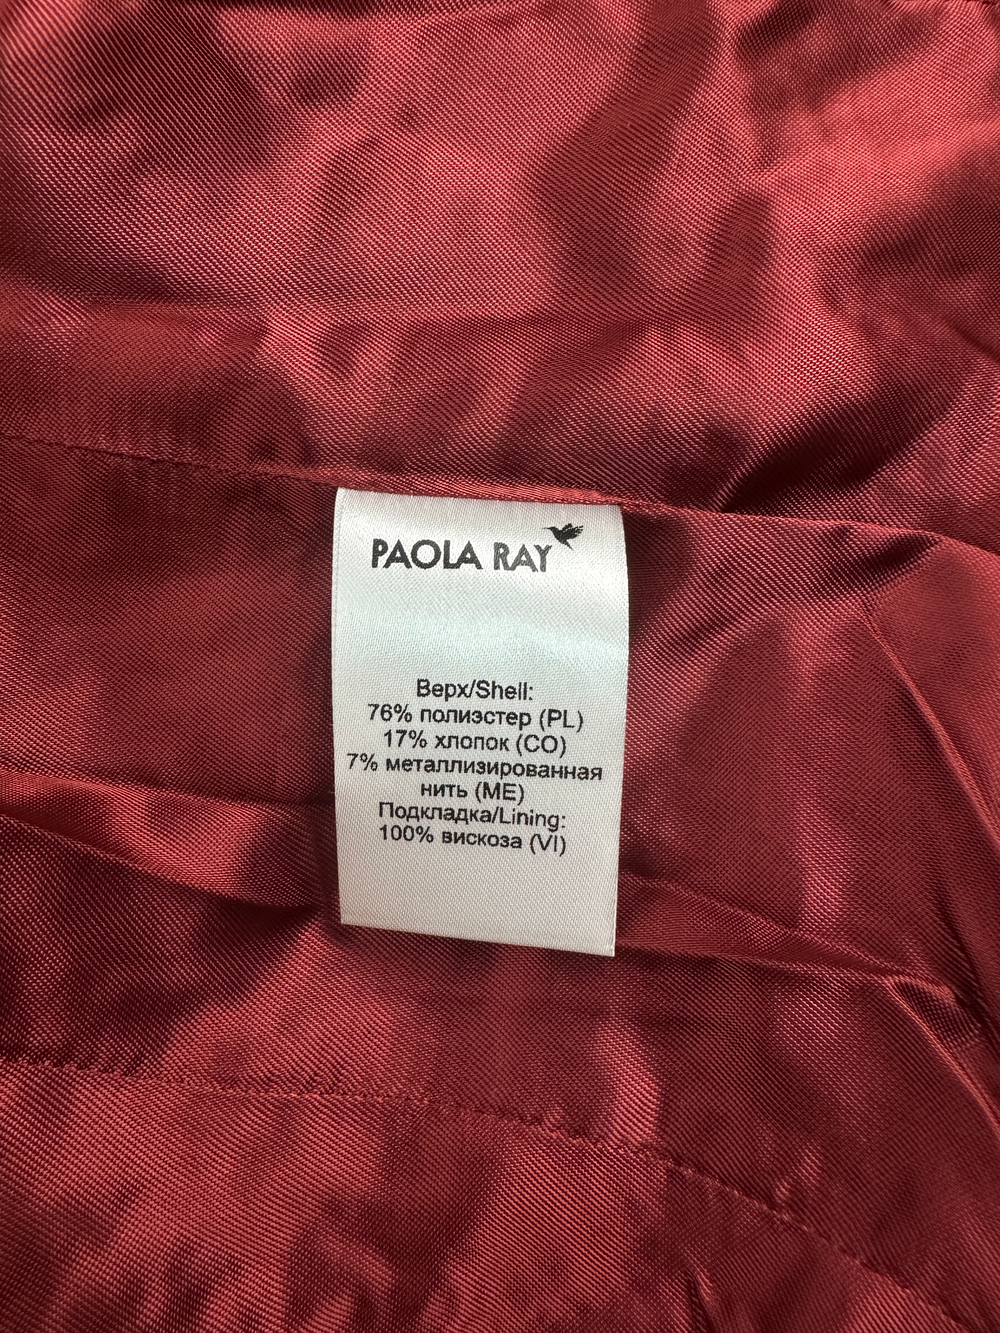 PAOLA RAY
Верх/Shell:
76% полиэстер (PL)
17% хлопок (CO)
7% металлизированная
нить (ME)
Подкладка/Lining:
100% вискоза (VI)